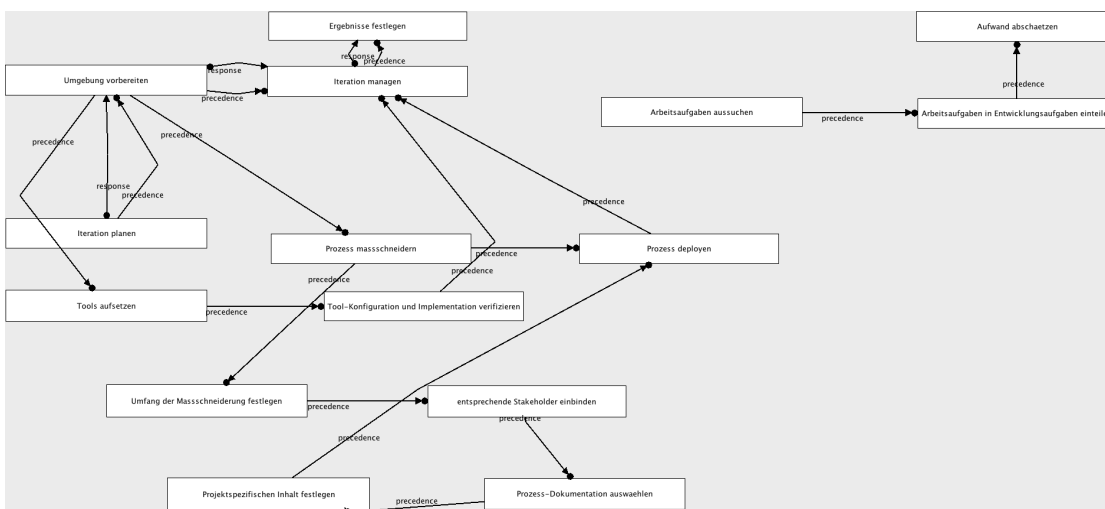 Ergebnisse festlegen
Aufwand abschaetzen
response
precedence
Umgebung vorbereiten
response
Iteration managen
precedence
precedence
Arbeitsaufgaben aussuchen
precedence
Arbeitsaufgaben in Entwicklungsaufgaben einteile
precedence
precedence
response
precedence
precedence
Iteration planen
Prozess massschneidern
precedence
Prozess deployen
precedence
precedence
Tools aufsetzen
precedence
Tool-Konfiguration und Implementation verifizieren
Umfang der Massschneiderung festlegen
precedence
entsprechende Stakeholder einbinden
precedence
precedence
Projektspezifischen Inhalt festlegen
precedence
Prozess-Dokumentation auswaehlen